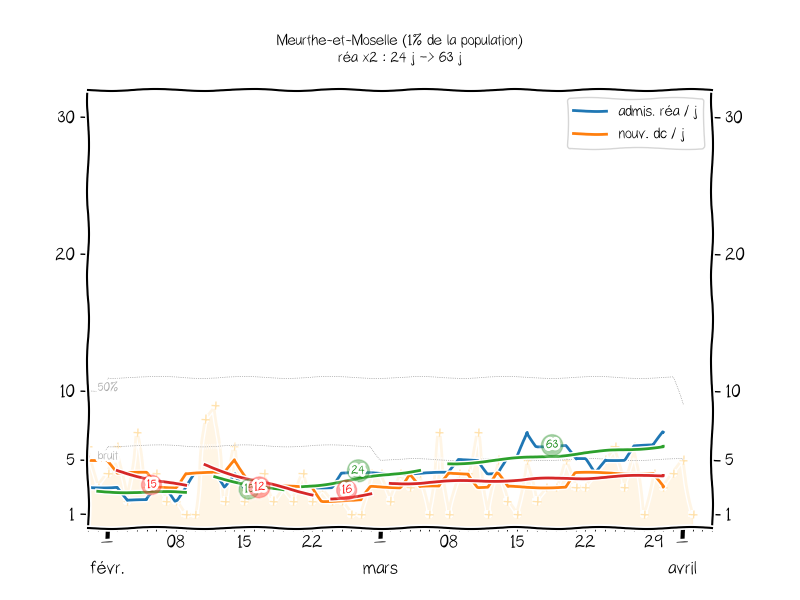 Meurthe-et-Moselle (1% de la population)
réa x2 : 24 j -> 63 j
admis. réa / j
nouv. dc / j
30
30
20
20
10
10
50%
bruit
5
5
1
1
15
12
24
16
63
08
15
22
08
15
22
29
févr.
mars
avril